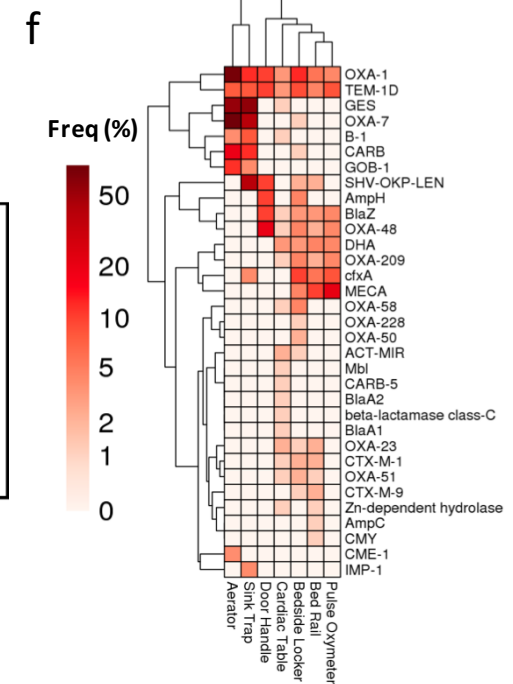 f
Freq (%)
50
20
10
5
2
1
0
OXA-1
TEM-1D
GES
OXA-7
B-1
CARB
GOB-1
SHV-OKP-LEN
AmpH
BlaZ
OXA-48
DHA
OXA-209
cfxA
MECA
OXA-58
OXA-228
OXA-50
ACT-MIR
Mbl
CARB-5
BlaA2
beta-lactamase class-C
BlaA1
OXA-23
CTX-M-1
OXA-51
CTX-M-9
Zn-dependent hydrolase
AmpC
CMY
CME-1
IMP-1
Aerator
Sink Trap
Door Handle
Cardiac Table
Bedside Locker
Bed Rail
Pulse Oxymeter